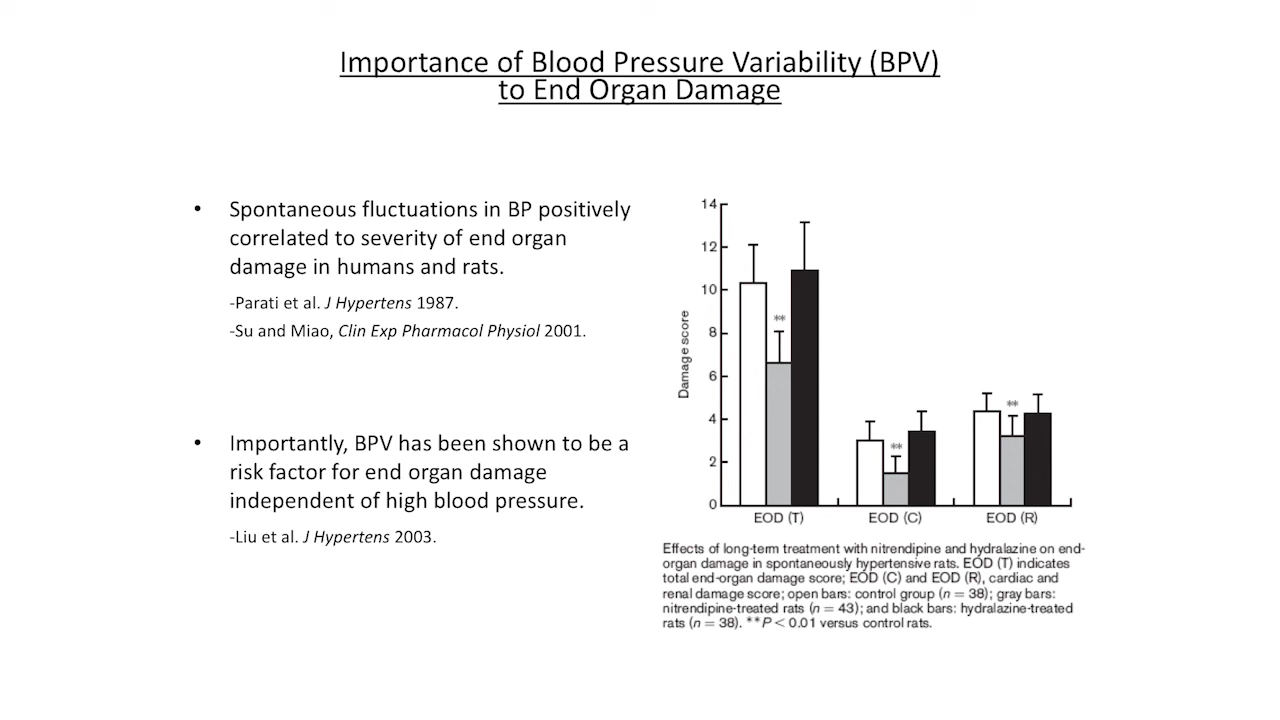 Importance of Blood Pressure Variability (BPV)
to End Organ Damage
• Spontaneous fluctuations in BP positively
correlated to severity of end organ
damage in humans and rats.
-Parati et al. J Hypertens 1987.
-Su and Miao, Clin Exp Pharmacol Physiol 2001.
• Importantly, BPV has been shown to be a
risk factor for end organ damage
independent of high blood pressure.
-Liu et al. J Hypertens 2003.
Damage score
14
12
10
8
6
4
2
0
**
**
**
EOD (T)
EOD (C)
EOD (R)
Effects of long-term treatment with nitrendipine and hydralazine on end-
organ damage in spontaneously hypertensive rats. EOD (T) indicates
total end-organ damage score; EOD (C) and EOD (R), cardiac and
renal damage score; open bars: control group (n = 38); gray bars:
nitrendipine-treated rats (n = 43); and black bars: hydralazine-treated
rats (n = 38). **P < 0.01 versus control rats.